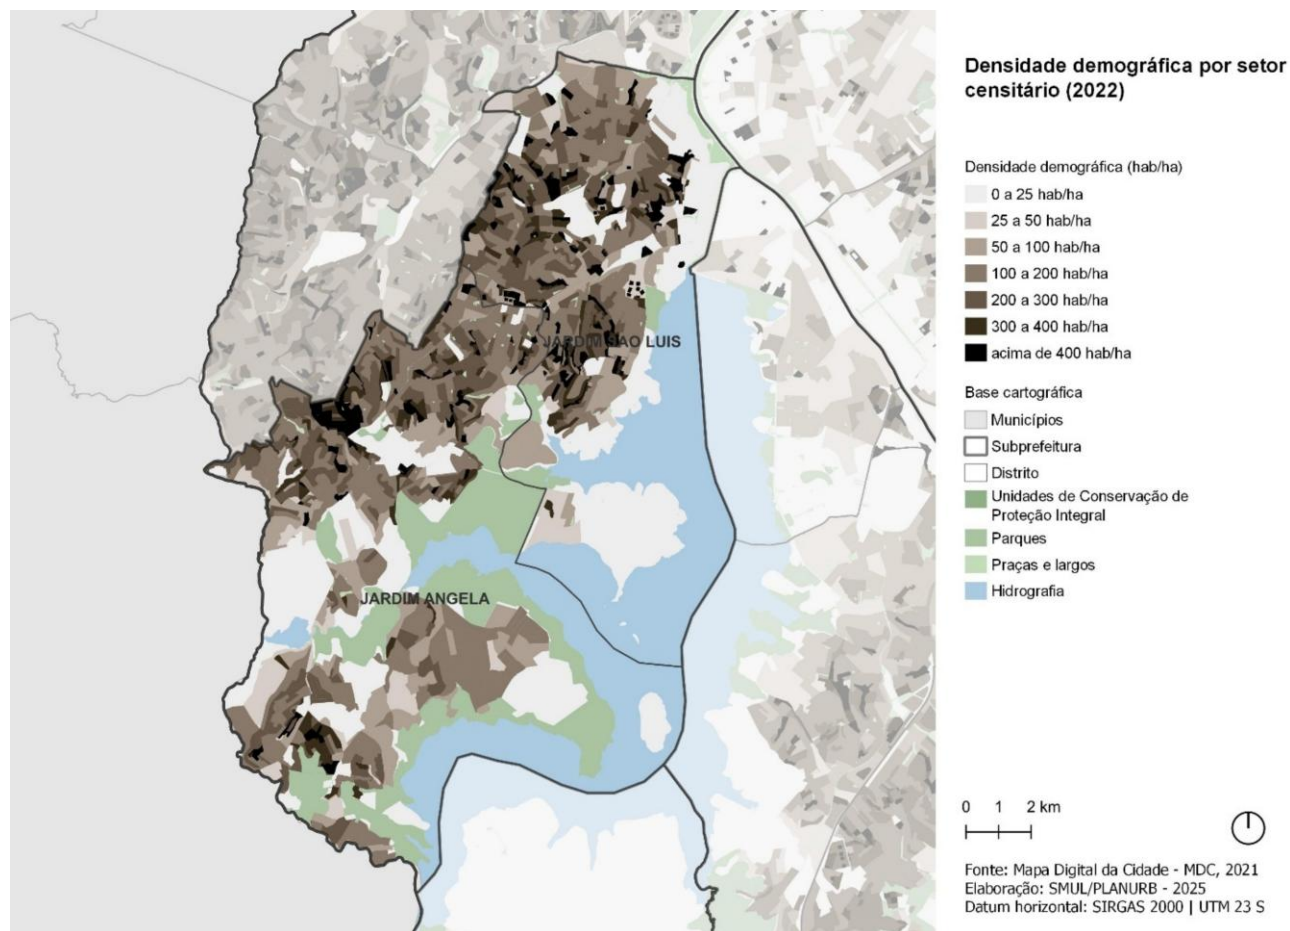 Densidade demográfica por setor
censitário (2022)
Densidade demográfica (hab/ha)
0 a 25 hab/ha
25 a 50 hab/ha
50 a 100 hab/ha
100 a 200 hab/ha
200 a 300 hab/ha
300 a 400 hab/ha
acima de 400 hab/ha
Base cartográfica
Municípios
Subprefeitura
Distrito
Unidades de Conservação de
Proteção Integral
Parques
Praças e largos
Hidrografia
JARDIM SAO LUIS
JARDIM ANGELA
0 1 2 km
Fonte: Mapa Digital da Cidade - MDC, 2021
Elaboração: SMUL/PLANURB - 2025
Datum horizontal: SIRGAS 2000 | UTM 23 S